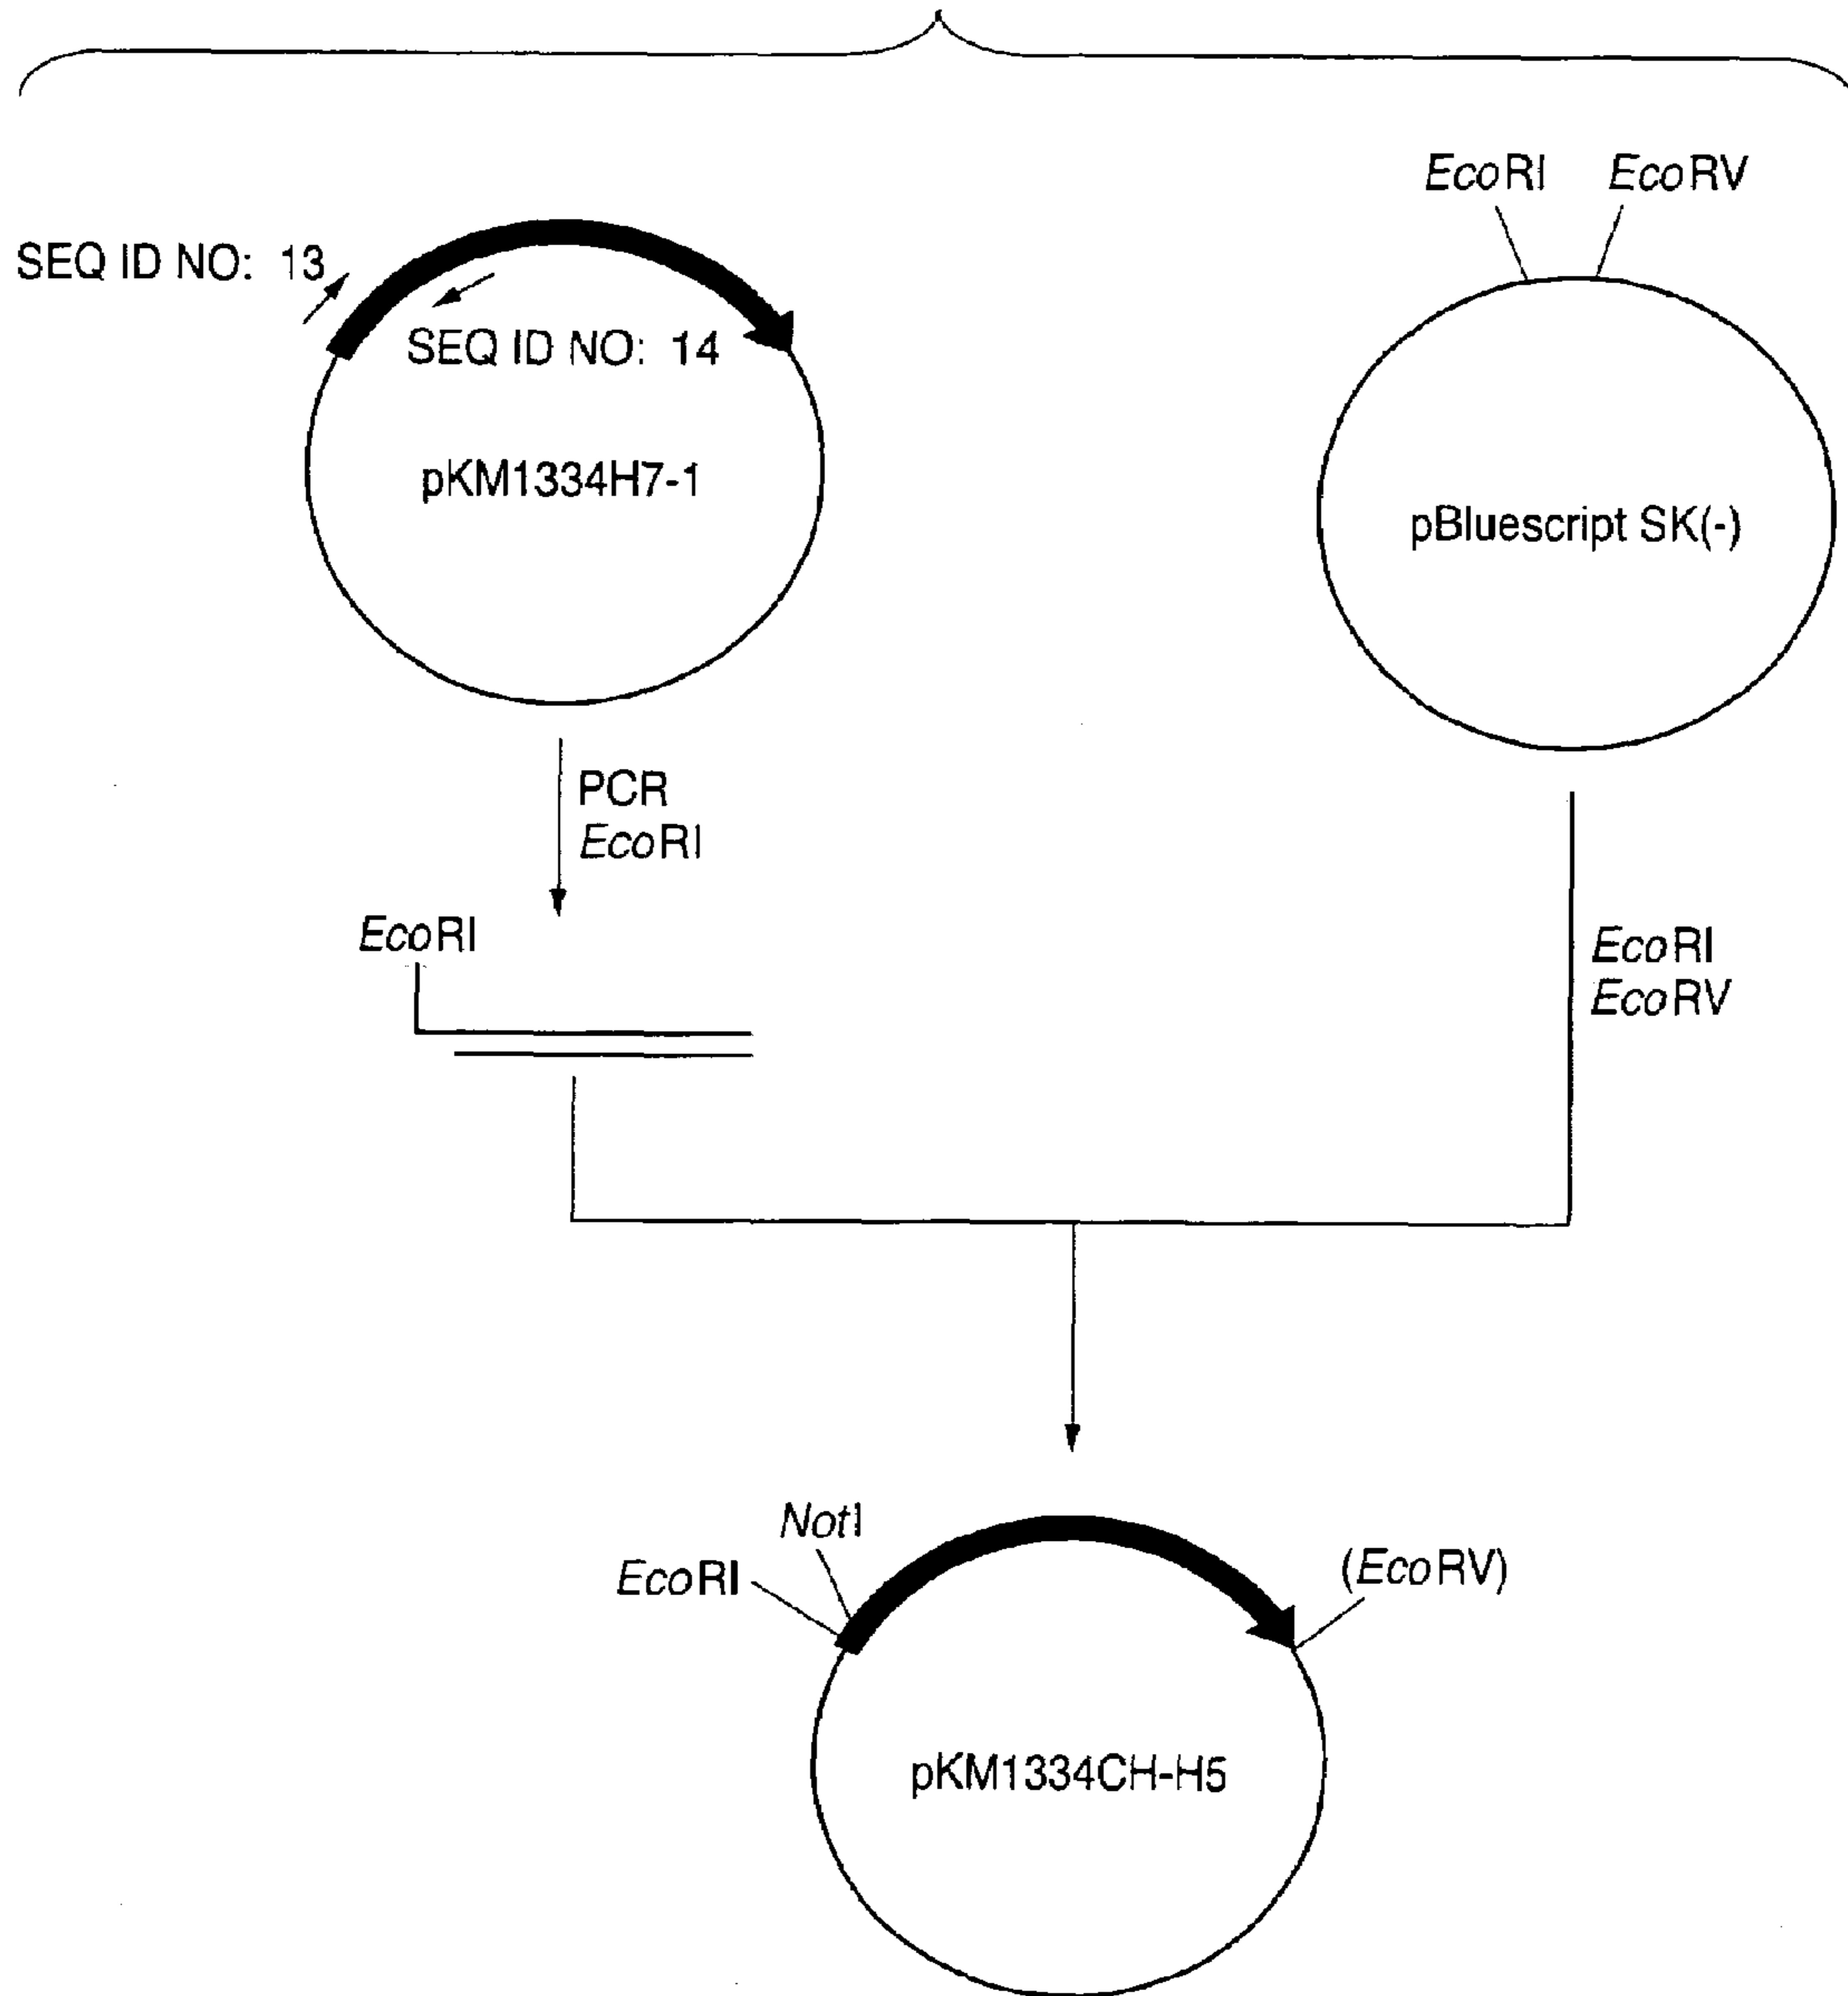 EcoRI EcoRV
SEQ ID NO: 13
SEQ ID NO: 14
pKM1334H7-1
pBluescript SK(-)
PCR
EcoRI
EcoRI
EcoRI
EcoRV
NotI
EcoRI
(EcoRV)
pKM1334CH-H5